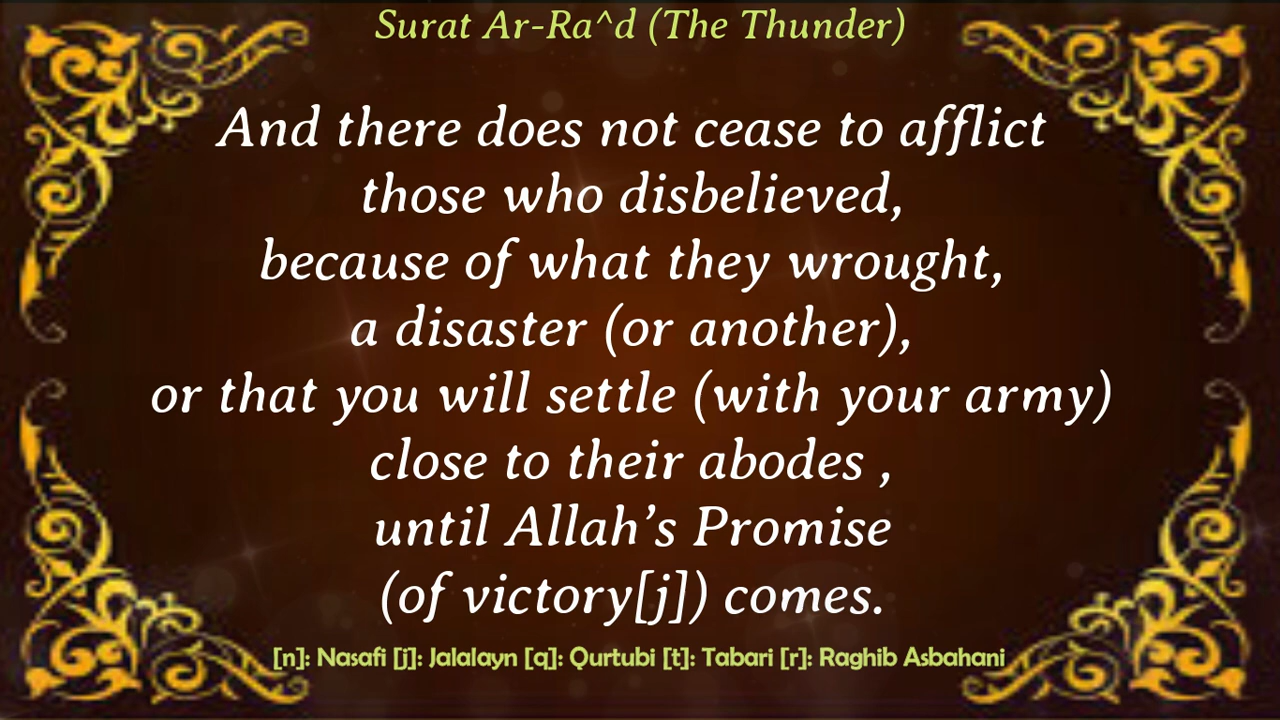 Surat Ar-Ra^d (The Thunder)
And there does not cease to afflict
those who disbelieved,
because of what they wrought,
a disaster (or another),
or that you will settle (with your army)
close to their abodes ,
until Allah’s Promise
(of victory[j]) comes.
[n]: Nasafi [j]: Jalalayn [q]: Qurtubi [t]: Tabari [r]: Raghib Asbahani